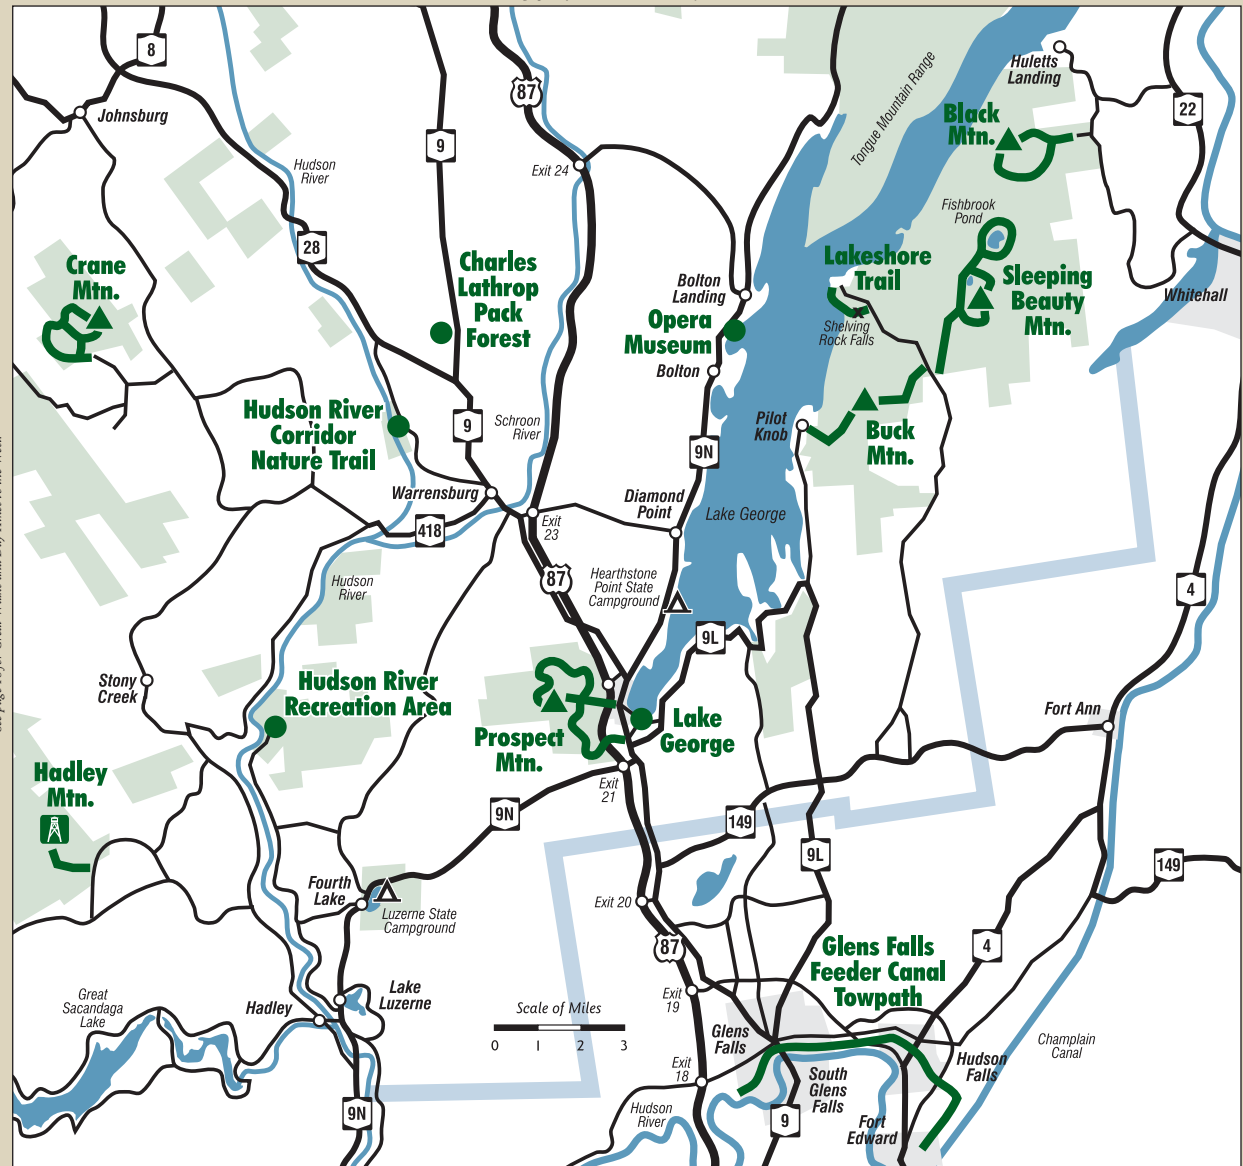 8
87
Huletts
Landing
Tongue Mountain Range
22
Johnsburg
Black
Mtn.
9
Hudson
River
Exit 24
Fishbrook
Pond
28
Crane
Mtn.
Charles
Lathrop
Pack
Forest
Bolton
Landing
Lakeshore
Trail
Sleeping
Beauty
Mtn.
Whitehall
Opera
Museum
x
Shelving
Rock Falls
Bolton
Hudson River
Corridor
Nature Trail
9
Schroon
River
Pilot
Knob
Buck
Mtn.
9N
Warrensburg
Diamond
Point
Lake George
418
Exit
23
Hudson
River
87
Hearthstone
Point State
Campground
4
9L
Stony
Creek
Hudson River
Recreation Area
Prospect
Mtn.
Lake
George
Fort Ann
Hadley
Mtn.
Exit
21
9N
149
9L
149
Fourth
Lake
Luzerne State
Campground
Exit 20
87
Glens Falls
Feeder Canal
Towpath
4
Great
Sacandaga
Lake
Hadley
Lake
Luzerne
Scale of Miles
0 1 2 3
Exit
19
Glens
Falls
Champlain
Canal
Exit
18
South
Glens
Falls
Hudson
Falls
9N
Hudson
River
9
Fort
Edward